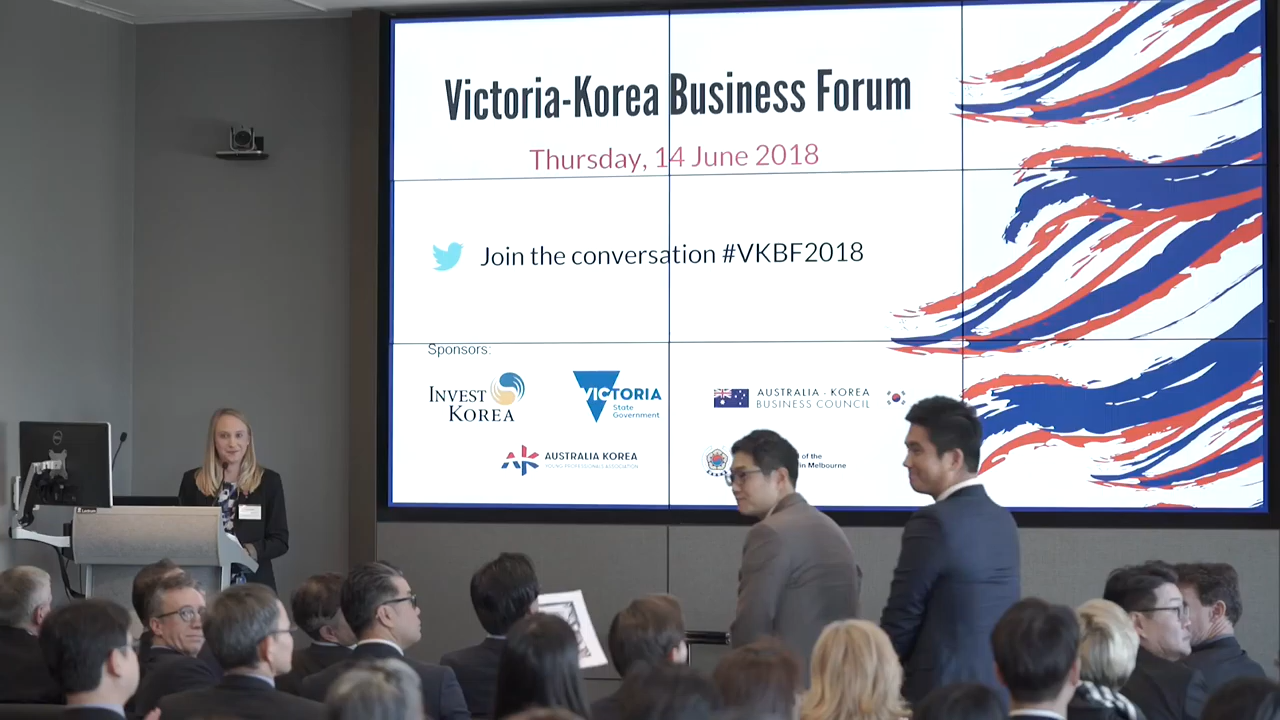 Victoria-Korea Business Forum
Thursday, 14 June 2018
Join the conversation #VKBF2018
Sponsors:
INVEST
KOREA
VICTORIA
State
Government
AUSTRALIA - KOREA
BUSINESS COUNCIL
AUSTRALIA KOREA
YOUNG PROFESSIONALS ASSOCIATION
of the
in Melbourne
DELL